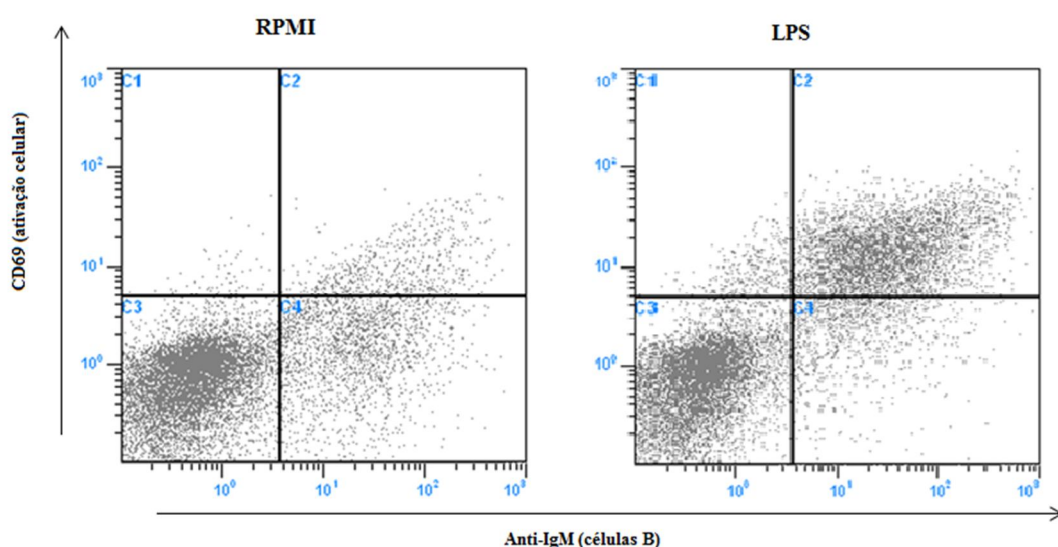 RPMI
LPS
CD69 (ativação celular)
10³
C1
C2
10²
10¹
C3
C4
10⁰
10⁰
10¹
10²
10³
10³
C1
C2
10²
10¹
C3
C4
10⁰
10⁰
10¹
10²
10³
Anti-IgM (células B)